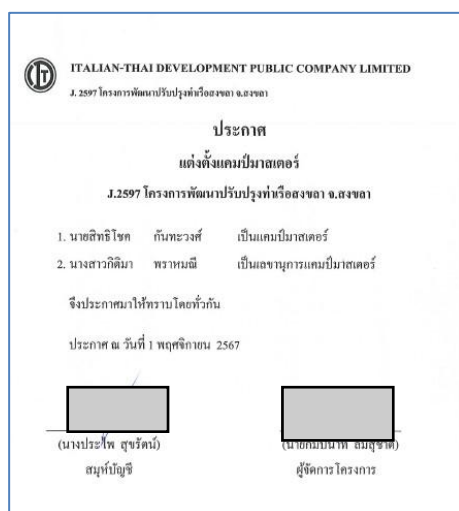 ITD
ITALIAN-THAI DEVELOPMENT PUBLIC COMPANY LIMITED
J. 2597 โครงการพัฒนาปรับปรุงท่าเรือสงขลา จ.สงขลา
ประกาศ
แต่งตั้งแคมป์มาสเตอร์
J.2597 โครงการพัฒนาปรับปรุงท่าเรือสงขลา จ.สงขลา
1. นายสิทธิโชค กันทะวงศ์ เป็นแคมป์มาสเตอร์
2. นางสาวกิติมา พราหมณี เป็นเลขานุการแคมป์มาสเตอร์
จึงประกาศมาให้ทราบโดยทั่วกัน
ประกาศ ณ วันที่ 1 พฤศจิกายน 2567
(นางประไพ สุขรัตน์)
สมุห์บัญชี
ผู้จัดการโครงการ